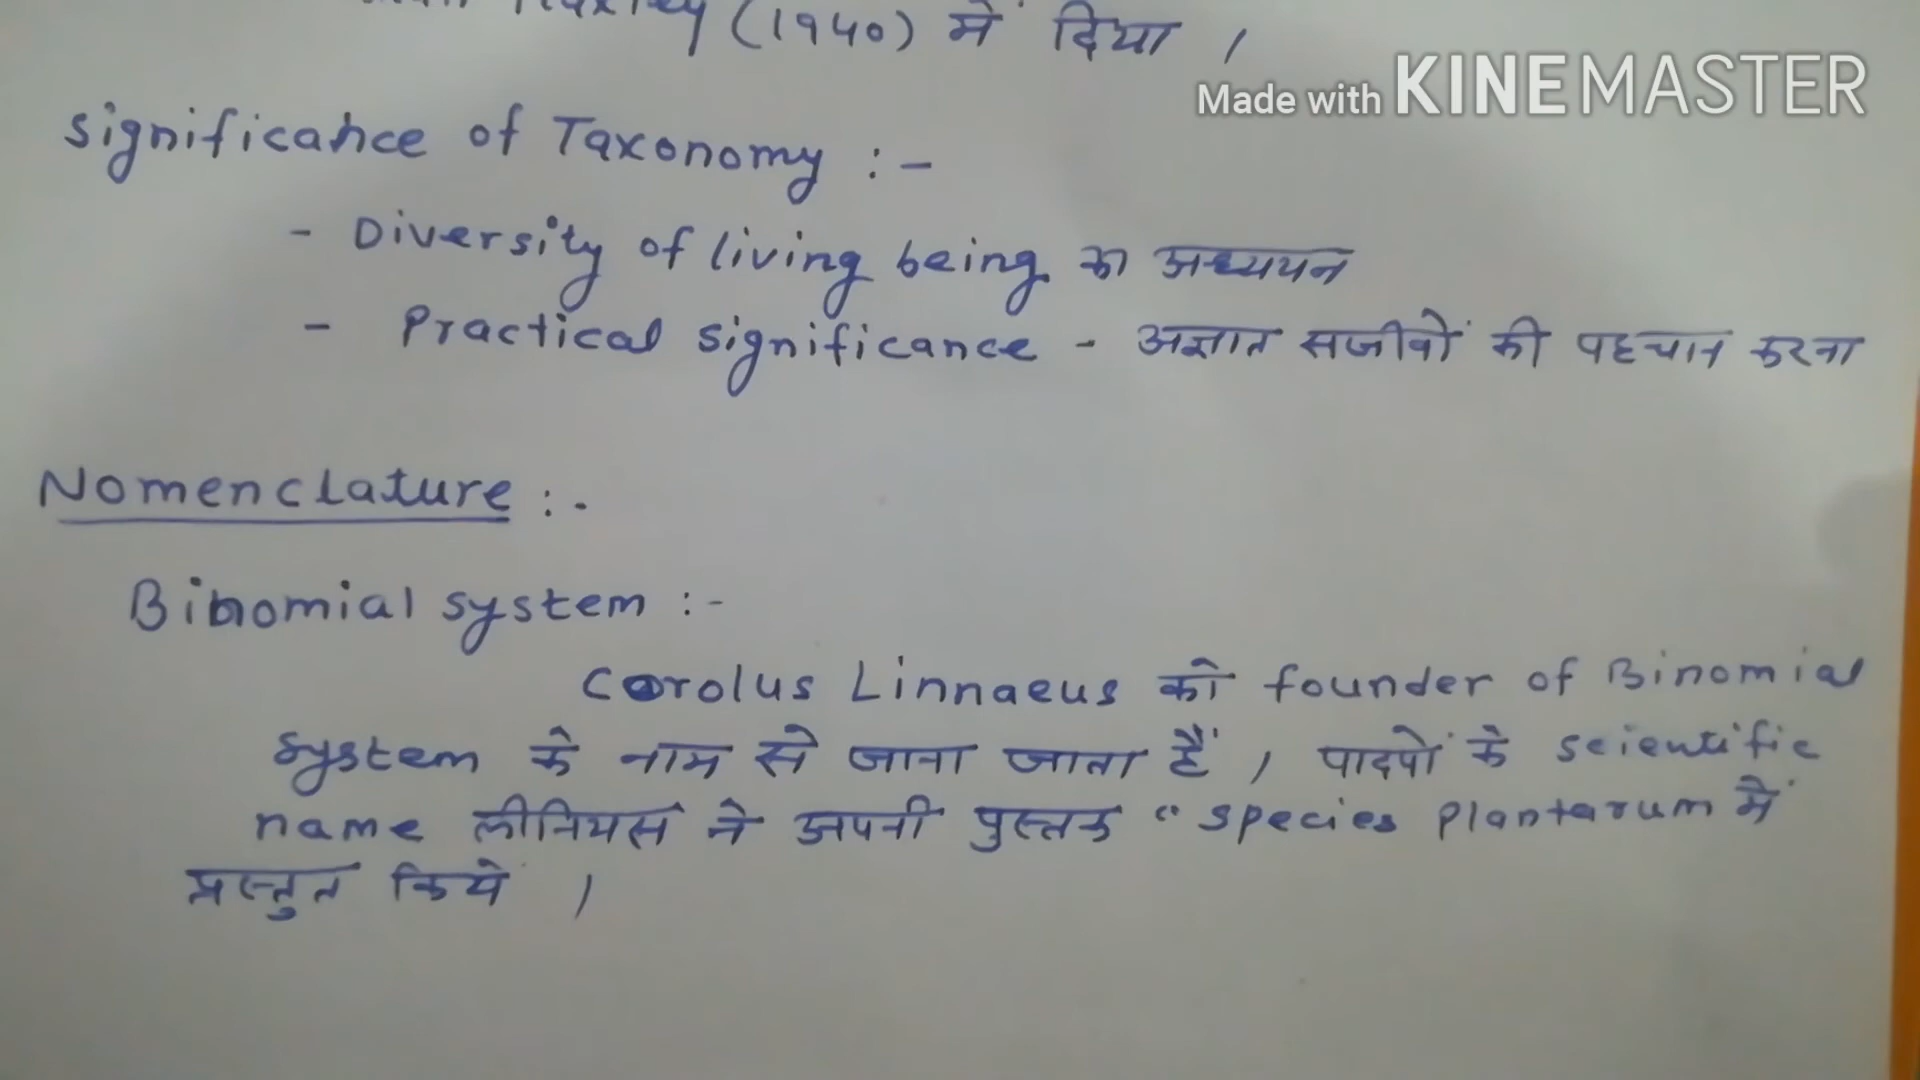 (1940) में दिया ।
Made with KINEMASTER
Significance of Taxonomy :-
- Diversity of living being का अध्ययन
- Practical significance - अज्ञात सजीवों की पहचान करना
Nomenclature :-
Binomial system :-
Carolus Linnaeus को founder of Binomial
System के नाम से जाना जाता हैं , पादपों के scientific
name लीनियस ने अपनी पुस्तक " species plantarum में
प्रस्तुत किये ।